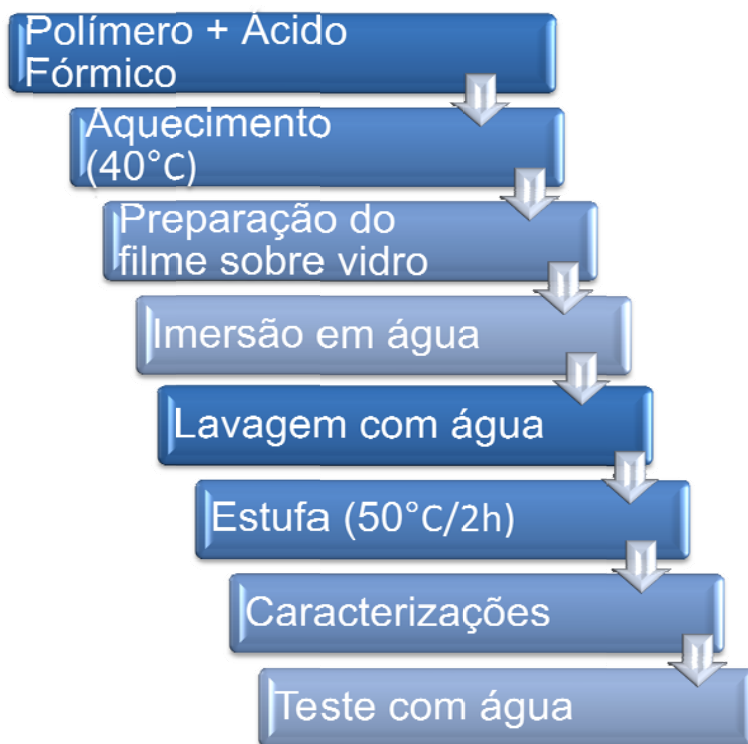 Polímero + Ácido
Fórmico
Aquecimento
(40°C)
Preparação do
filme sobre vidro
Imersão em água
Lavagem com água
Estufa (50°C/2h)
Caracterizações
Teste com água